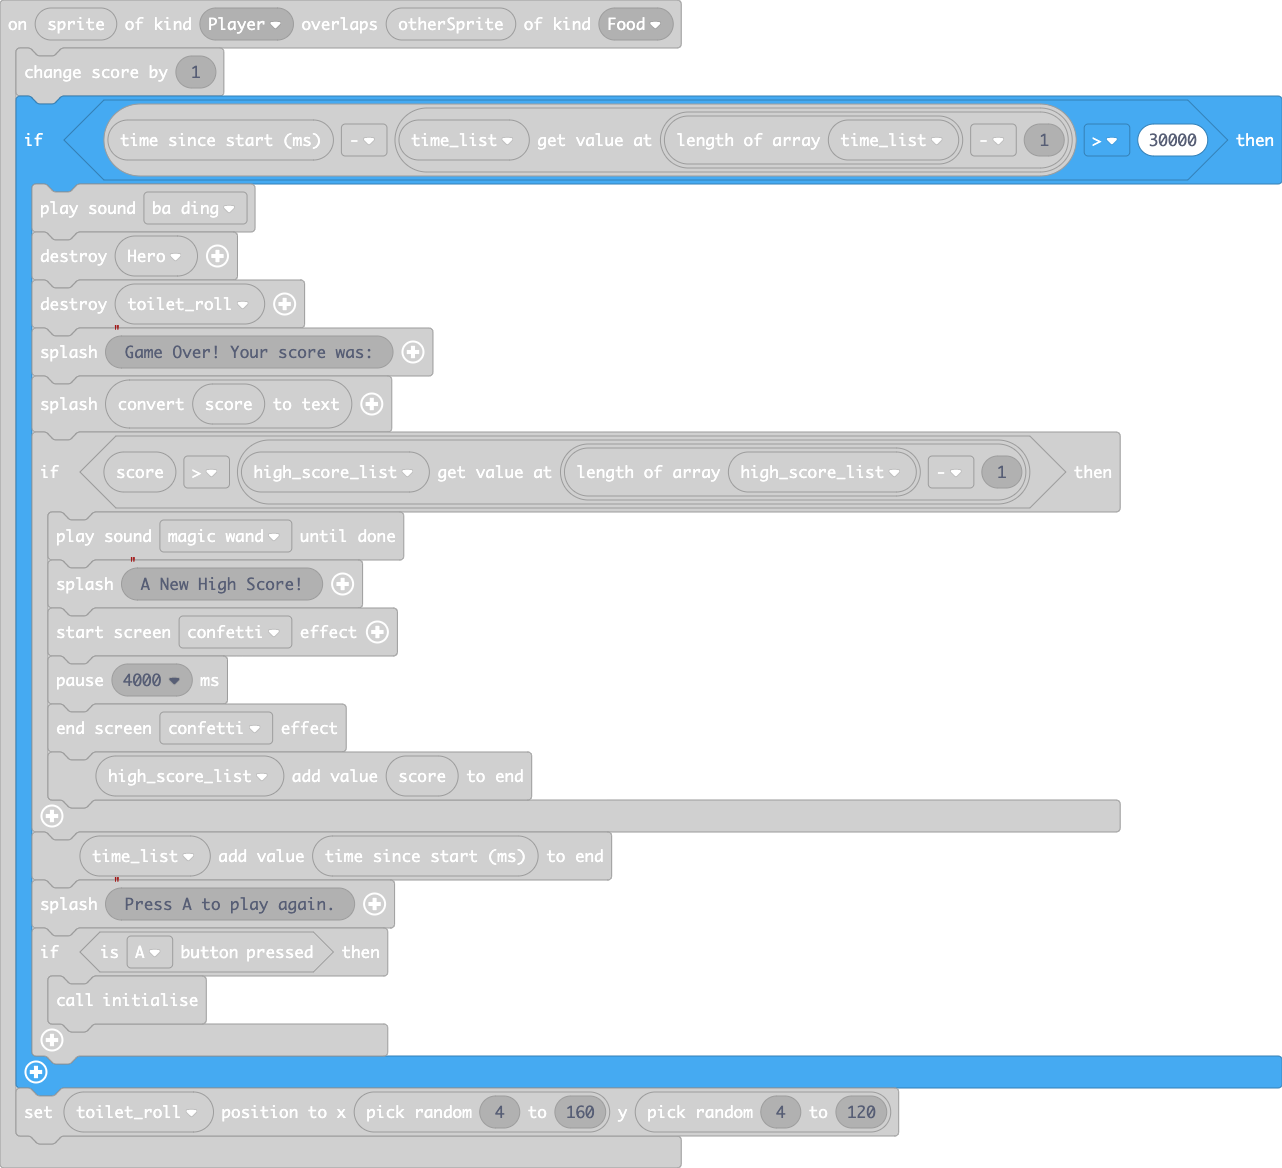 on sprite of kind Player overlaps otherSprite of kind Food
change score by 1
if time since start (ms) - time_list get value at length of array time_list - 1 > 30000 then
play sound ba ding
destroy Hero
destroy toilet_roll
splash " Game Over! Your score was:
splash convert score to text
if score > high_score_list get value at length of array high_score_list - 1 then
play sound magic wand until done
splash " A New High Score!
start screen confetti effect
pause 4000 ms
end screen confetti effect
high_score_list add value score to end
time_list add value time since start (ms) to end
splash " Press A to play again.
if is A button pressed then
call initialise
set toilet_roll position to x pick random 4 to 160 y pick random 4 to 120